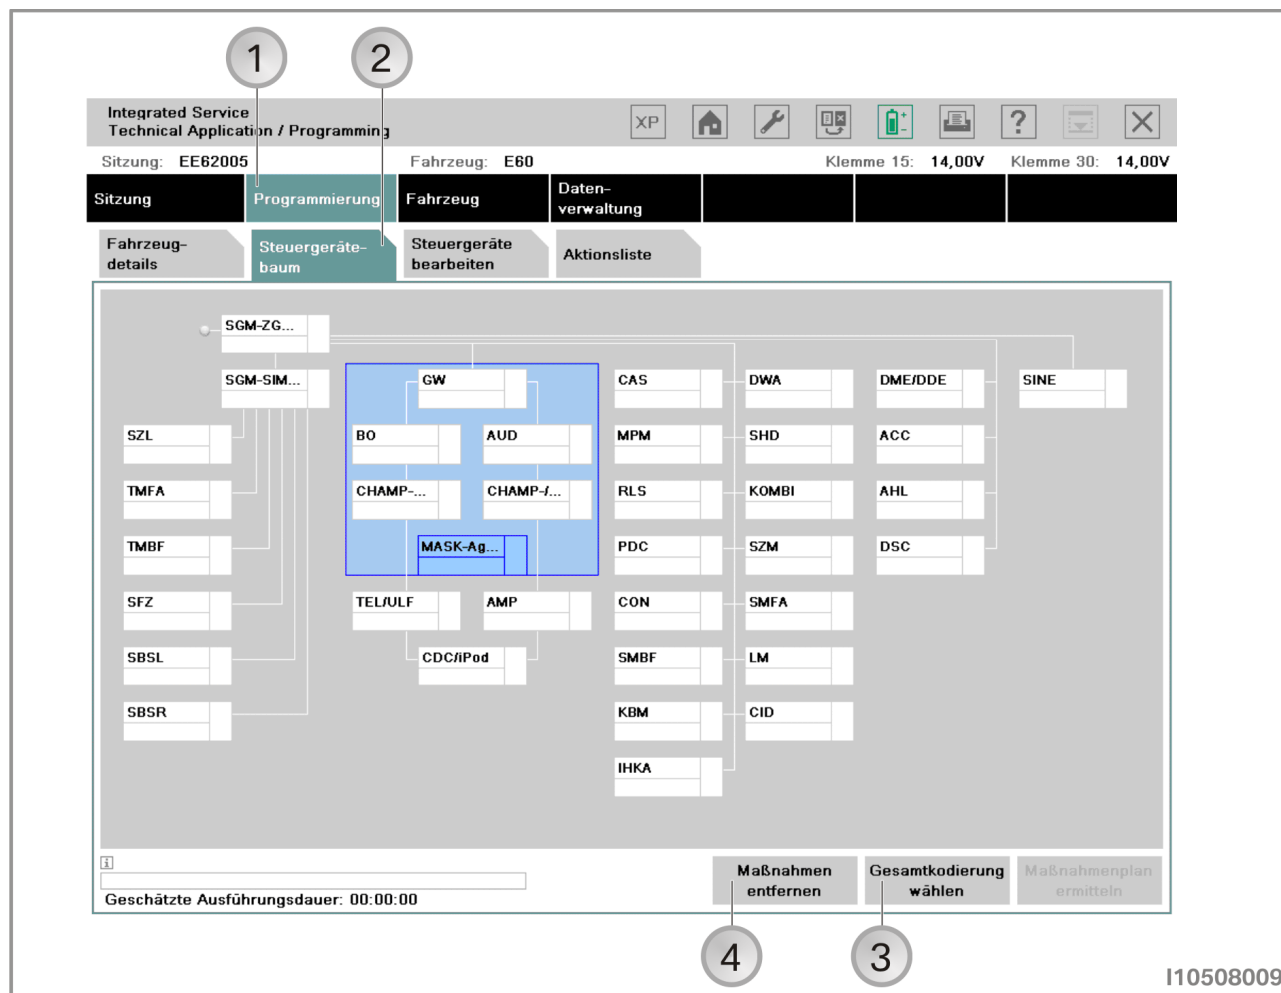 1 2
Integrated Service
Technical Application / Programming
XP
?
Sitzung: EE62005 Fahrzeug: E60 Klemme 15: 14,00V Klemme 30: 14,00V
Sitzung Programmierung Fahrzeug Daten-
verwaltung
Fahrzeug-
details
Steuergeräte-
baum
Steuergeräte
bearbeiten
Aktionsliste
SGM-ZG...
SGM-SIM... GW CAS DWA DME/DDE SINE
SZL BO AUD MPM SHD ACC
TMFA CHAMP-... CHAMP-/... RLS KOMBI AHL
TMBF MASK-Ag... PDC SZM DSC
SFZ TEL/ULF AMP CON SMFA
SBSL CDC/iPod SMBF LM
SBSR KBM CID
IHKA
i
Geschätzte Ausführungsdauer: 00:00:00
Maßnahmen
entfernen
Gesamtkodierung
wählen
Maßnahmenplan
ermitteln
4 3
I10508009